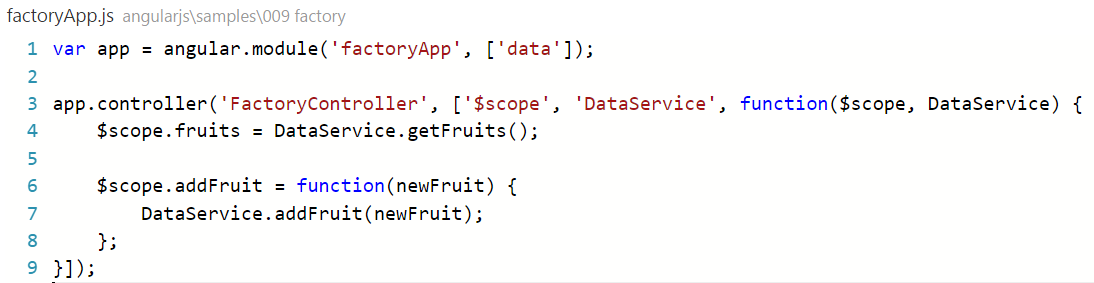 factoryApp.js angularjs\samples\009 factory
1 var app = angular.module('factoryApp', ['data']);
2
3 app.controller('FactoryController', ['$scope', 'DataService', function($scope, DataService) {
4     $scope.fruits = DataService.getFruits();
5
6     $scope.addFruit = function(newFruit) {
7         DataService.addFruit(newFruit);
8     };
9 }]);